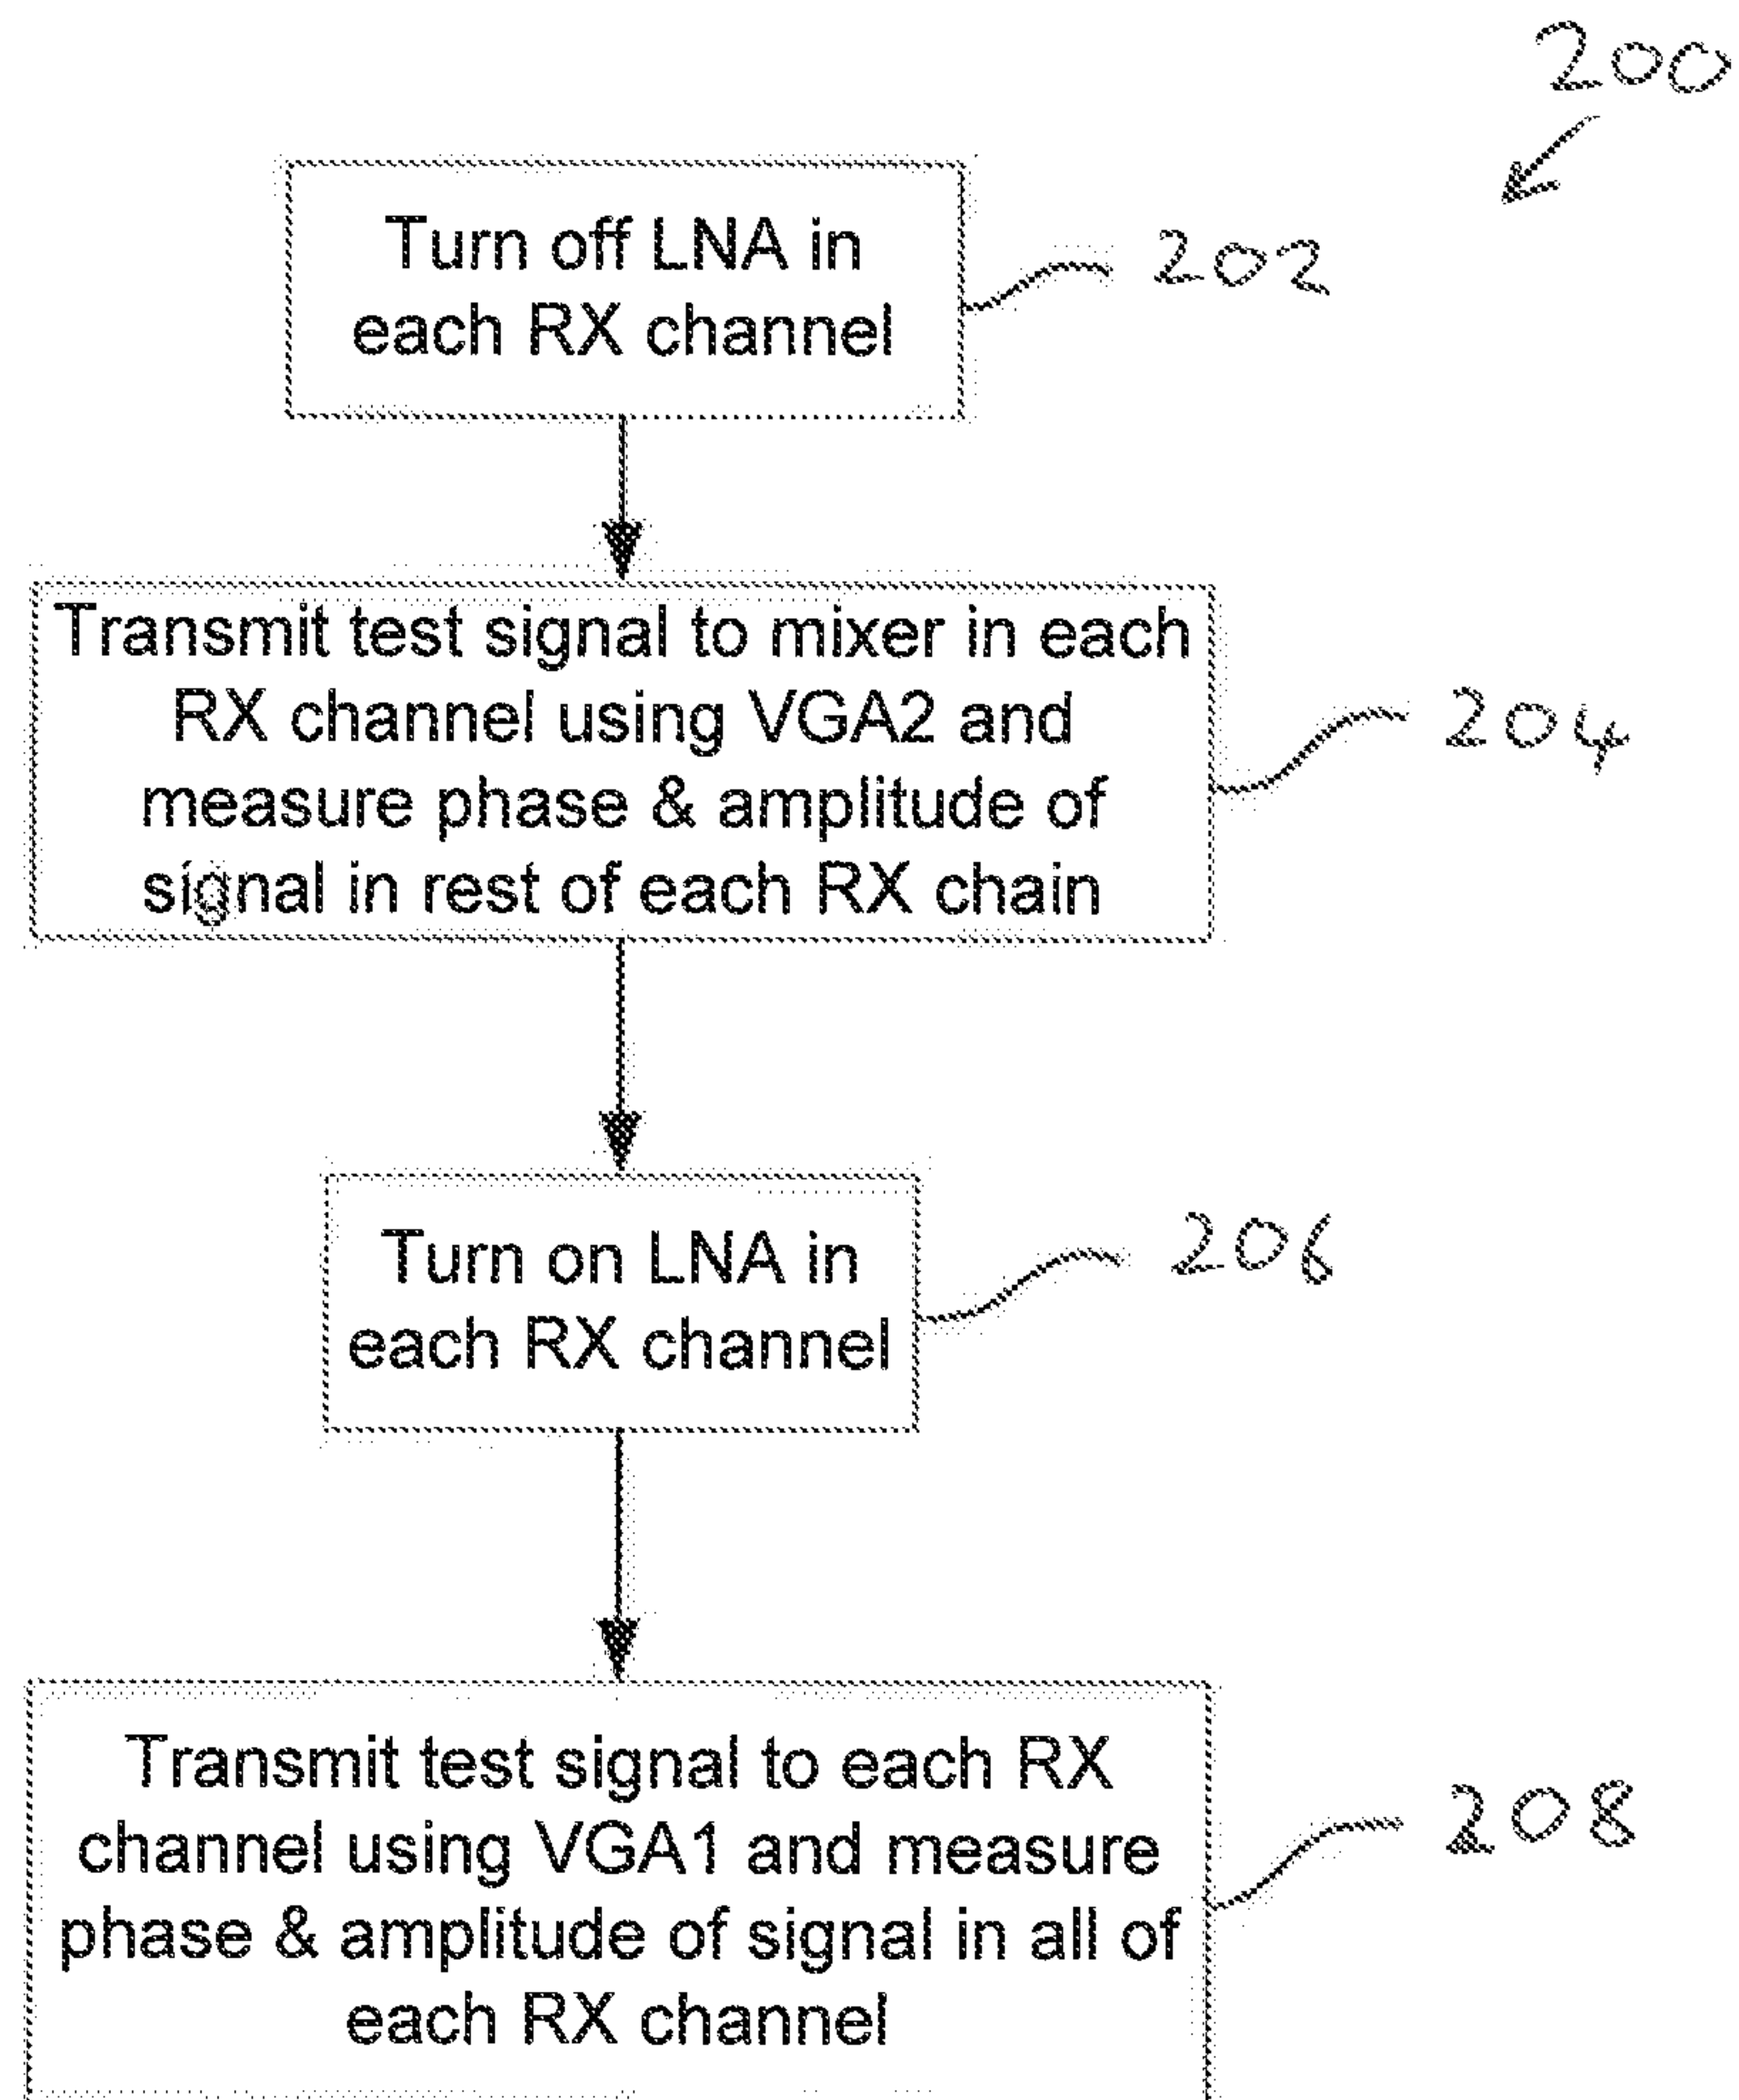 200
Turn off LNA in
each RX channel
202
Transmit test signal to mixer in each
RX channel using VGA2 and
measure phase & amplitude of
signal in rest of each RX chain
204
Turn on LNA in
each RX channel
206
Transmit test signal to each RX
channel using VGA1 and measure
phase & amplitude of signal in all of
each RX channel
208